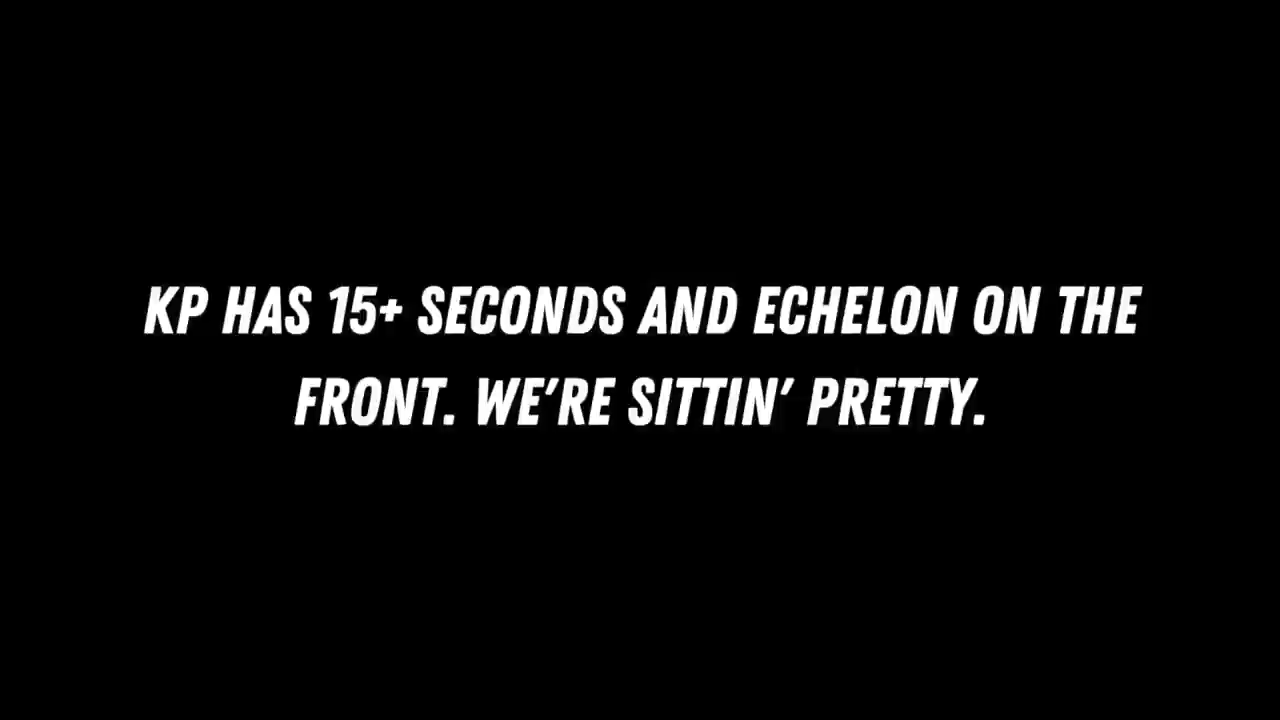 KP HAS 15+ SECONDS AND ECHELON ON THE
FRONT. WE'RE SITTIN' PRETTY.